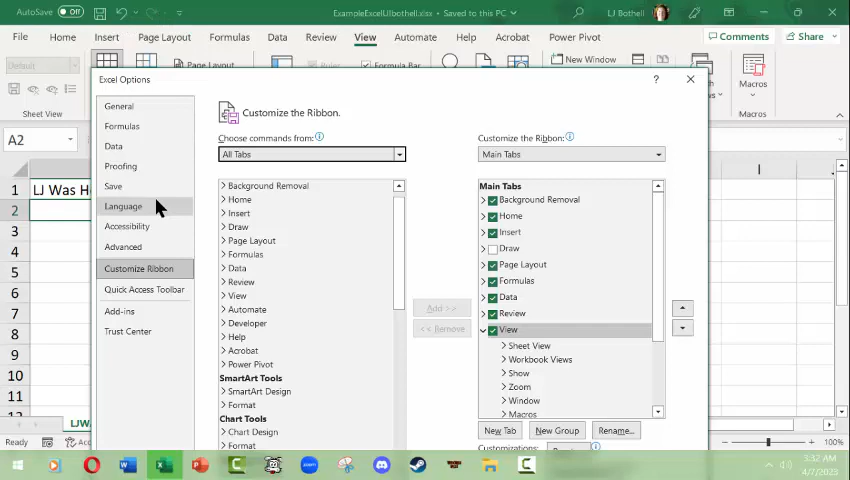 AutoSave Off ExampleExcelLJbothell.xlsx • Saved to this PC LJ Bothell
File Home Insert Page Layout Formulas Data Review View Automate Help Acrobat Power Pivot Comments Share
Default Page Layout Ruler Formula Bar New Window Macros
Sheet View Macros
Excel Options ?
General
Formulas
Data
Proofing
Save
Language
Accessibility
Advanced
Customize Ribbon
Quick Access Toolbar
Add-ins
Trust Center
Customize the Ribbon.
Choose commands from:
All Tabs
Background Removal
Home
Insert
Draw
Page Layout
Formulas
Data
Review
View
Automate
Developer
Help
Acrobat
Power Pivot
SmartArt Tools
SmartArt Design
Format
Chart Tools
Chart Design
Format
Add >>
<< Remove
Customize the Ribbon:
Main Tabs
Main Tabs
Background Removal
Home
Insert
Draw
Page Layout
Formulas
Data
Review
View
Sheet View
Workbook Views
Show
Zoom
Window
Macros
New Tab New Group Rename...
Customizations:
A2
I
1 LJ Was He
2
3
4
5
6
7
8
9
10
11
LJWa
Ready 100%
3:32 AM
4/7/2023